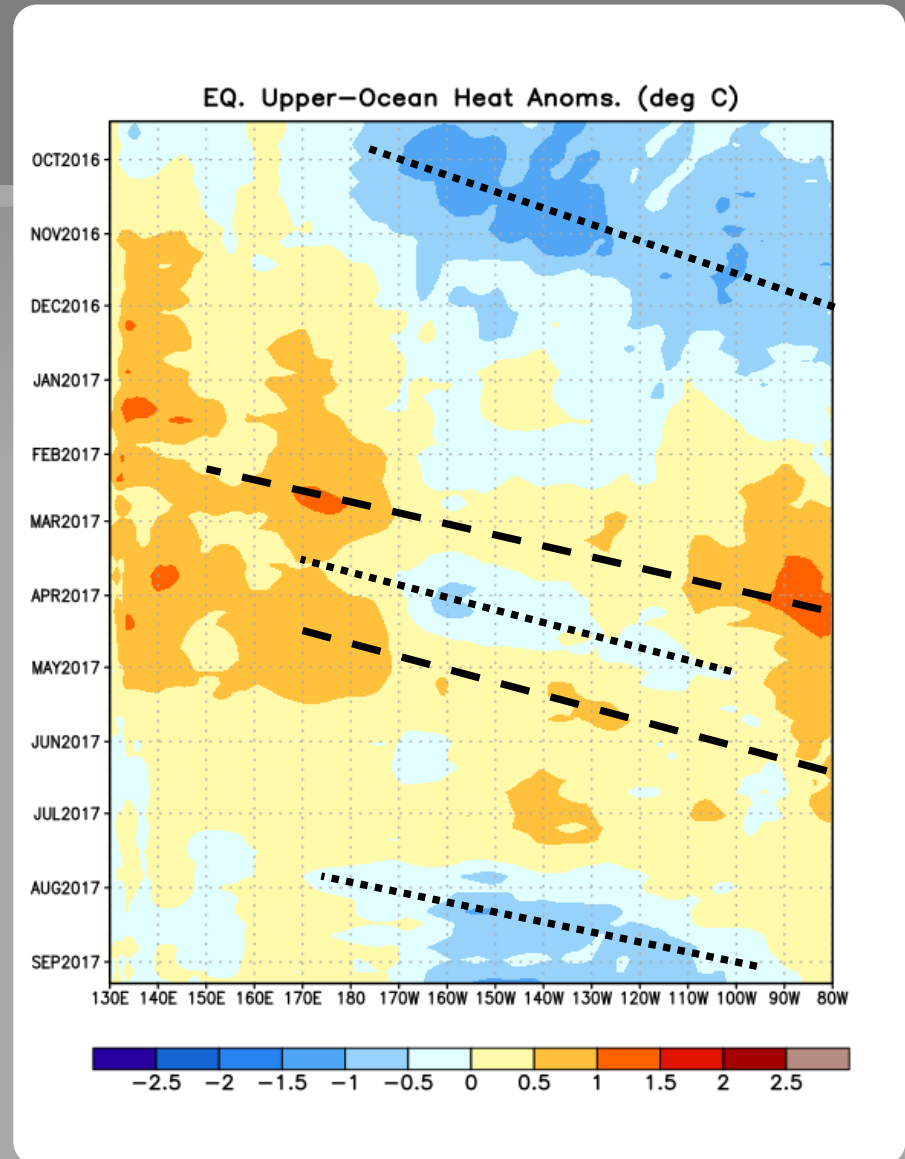 EQ. Upper-Ocean Heat Anoms. (deg C)
OCT2016
NOV2016
DEC2016
JAN2017
FEB2017
MAR2017
APR2017
MAY2017
JUN2017
JUL2017
AUG2017
SEP2017
130E 140E 150E 160E 170E 180 170W 160W 150W 140W 130W 120W 110W 100W 90W 80W
-2.5 -2 -1.5 -1 -0.5 0 0.5 1 1.5 2 2.5